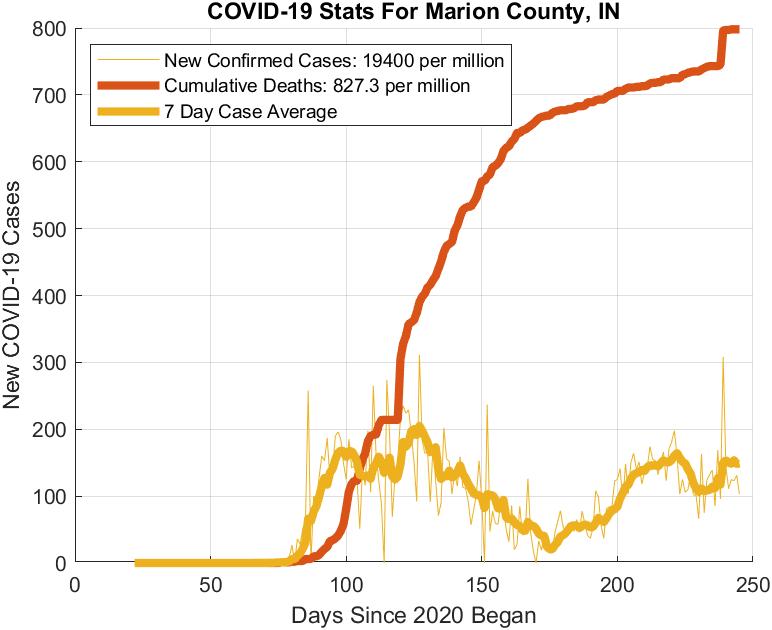 COVID-19 Stats For Marion County, IN
New Confirmed Cases: 19400 per million
Cumulative Deaths: 827.3 per million
7 Day Case Average
New COVID-19 Cases
800
700
600
500
400
300
200
100
0
0 50 100 150 200 250
Days Since 2020 Began